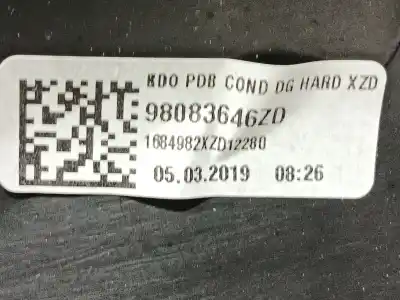 KDO PDB COND DG HARD XZD
98083646ZD
1684982XZD12280
05.03.2019 08:26